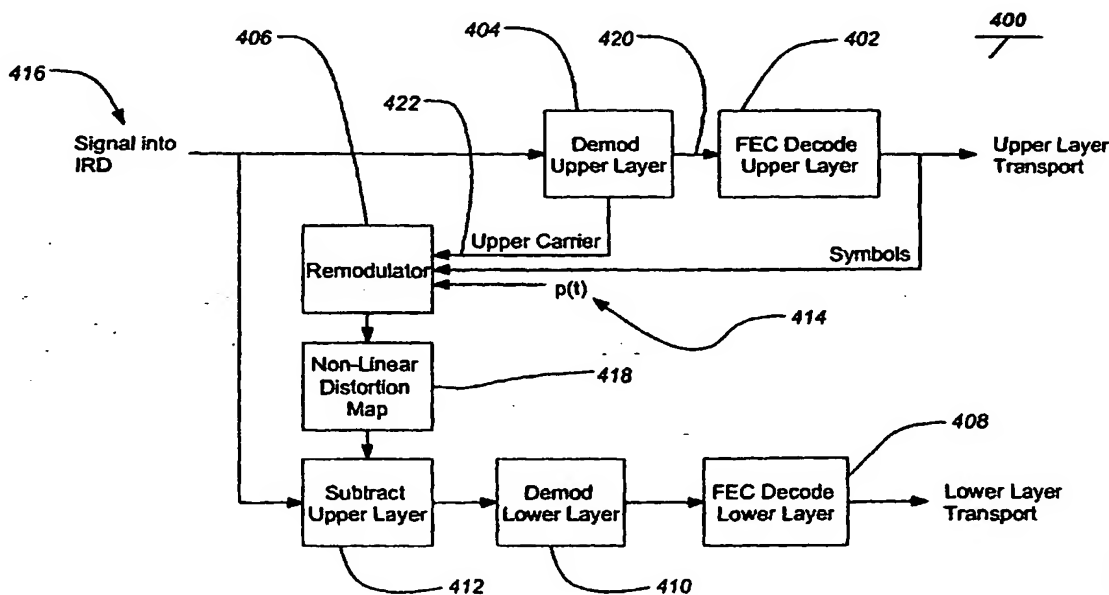 400
406
404
420
402
416
422
Signal into
IRD
Demod
Upper Layer
FEC Decode
Upper Layer
Upper Layer
Transport
Upper Carrier
Symbols
Remodulator
p(t)
414
Non-Linear
Distortion
Map
418
408
Subtract
Upper Layer
Demod
Lower Layer
FEC Decode
Lower Layer
Lower Layer
Transport
412
410